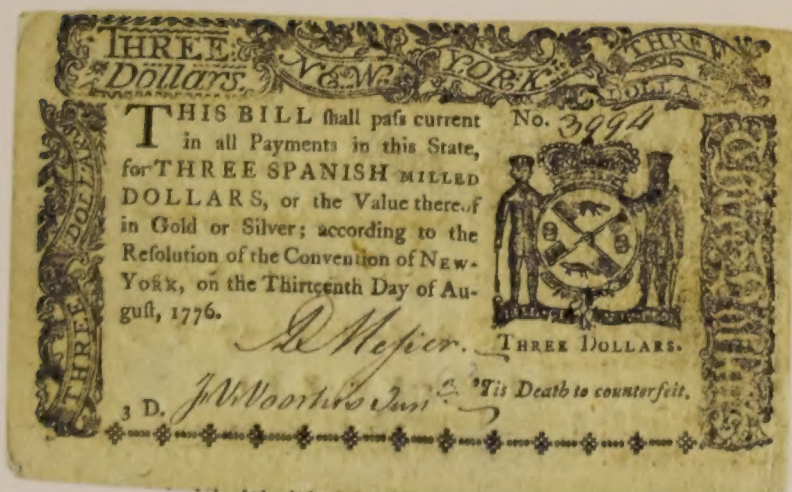 THREE
Dollars.
NEW-YORK
THREE
DOLLARS
DOLLARS
THREE
THIS BILL ſhall paſs current
in all Payments in this State,
for THREE SPANISH MILLED
DOLLARS, or the Value thereof
in Gold or Silver; according to the
Reſolution of the Convention of NEW-
YORK, on the Thirteenth Day of Au-
guſt, 1776.
No. 3994
THREE DOLLARS.
'Tis Death to counterfeit.
3 D.